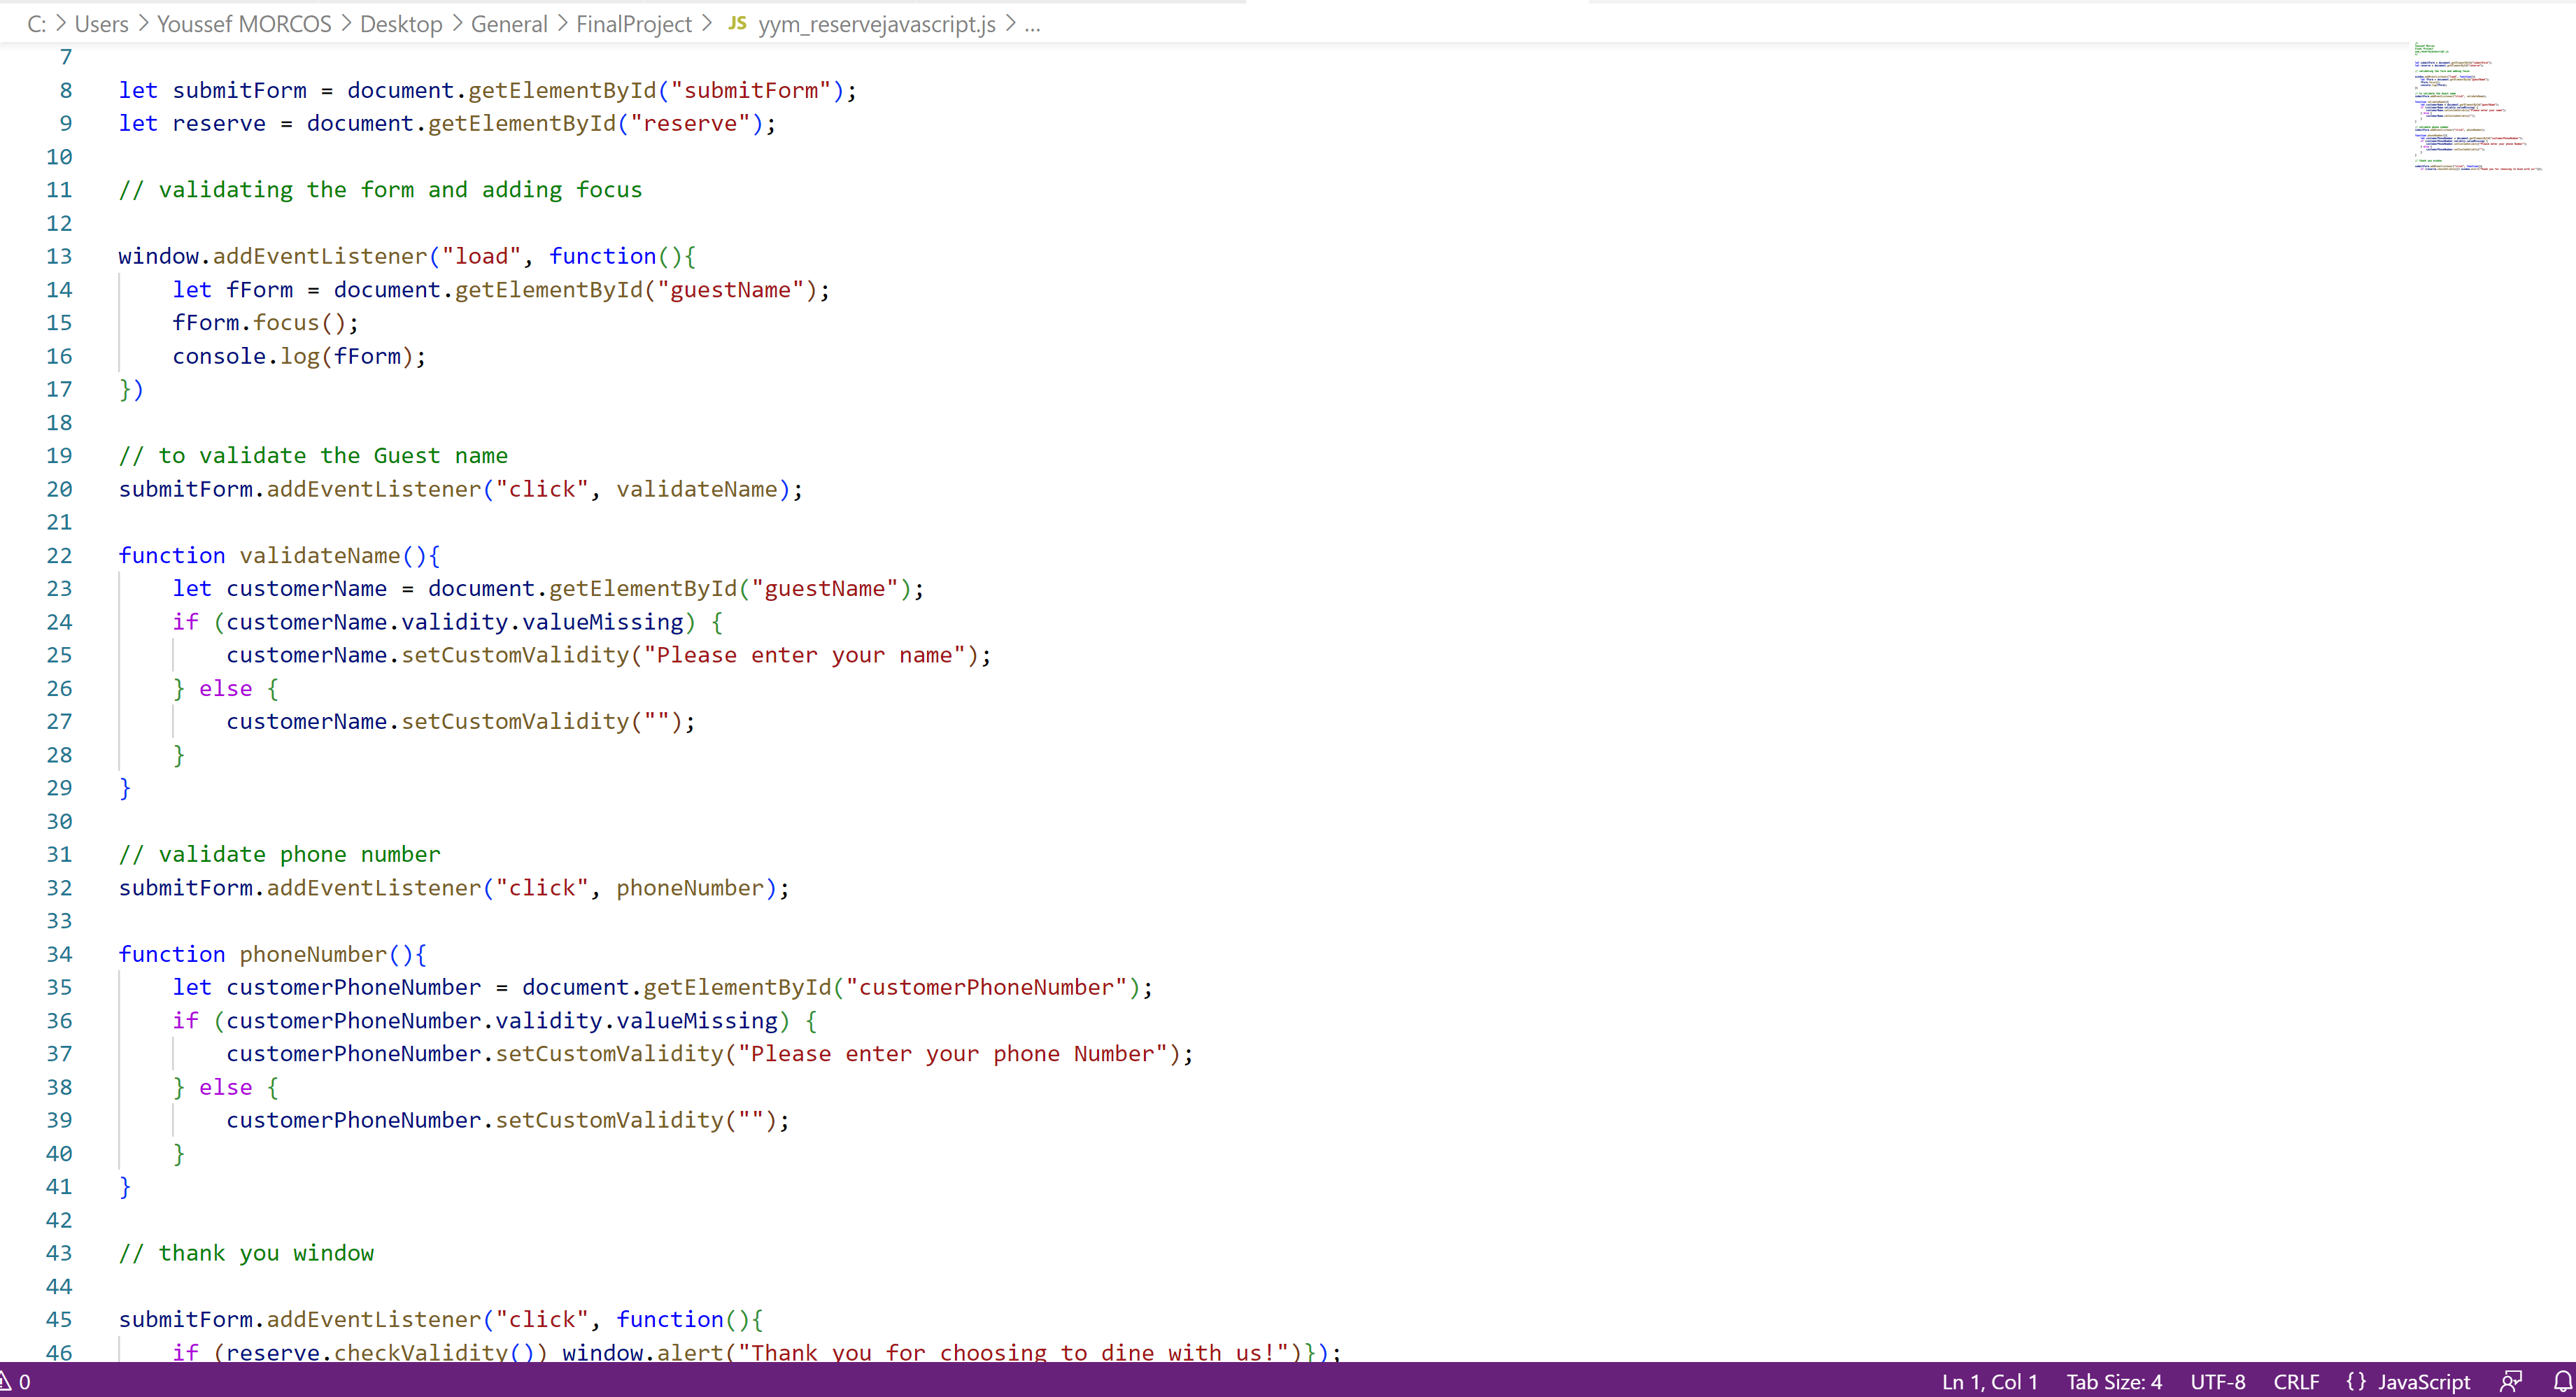 C: > Users > Youssef MORCOS > Desktop > General > FinalProject > JS yym_reservejavascript.js > ...
7
8 let submitForm = document.getElementById("submitForm");
9 let reserve = document.getElementById("reserve");
10
11 // validating the form and adding focus
12
13 window.addEventListener("load", function(){
14     let fForm = document.getElementById("guestName");
15     fForm.focus();
16     console.log(fForm);
17 })
18
19 // to validate the Guest name
20 submitForm.addEventListener("click", validateName);
21
22 function validateName(){
23     let customerName = document.getElementById("guestName");
24     if (customerName.validity.valueMissing) {
25         customerName.setCustomValidity("Please enter your name");
26     } else {
27         customerName.setCustomValidity("");
28     }
29 }
30
31 // validate phone number
32 submitForm.addEventListener("click", phoneNumber);
33
34 function phoneNumber(){
35     let customerPhoneNumber = document.getElementById("customerPhoneNumber");
36     if (customerPhoneNumber.validity.valueMissing) {
37         customerPhoneNumber.setCustomValidity("Please enter your phone Number");
38     } else {
39         customerPhoneNumber.setCustomValidity("");
40     }
41 }
42
43 // thank you window
44
45 submitForm.addEventListener("click", function(){
46     if (reserve.checkValidity()) window.alert("Thank you for choosing to dine with us!")});
0 Ln 1, Col 1 Tab Size: 4 UTF-8 CRLF {} JavaScript